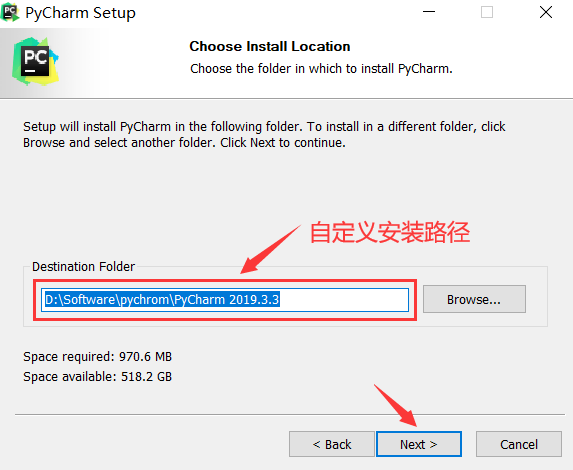 PyCharm Setup
PC
Choose Install Location
Choose the folder in which to install PyCharm.
Setup will install PyCharm in the following folder. To install in a different folder, click
Browse and select another folder. Click Next to continue.
自定义安装路径
Destination Folder
D:\Software\pychrom\PyCharm 2019.3.3
Browse...
Space required: 970.6 MB
Space available: 518.2 GB
< Back
Next >
Cancel